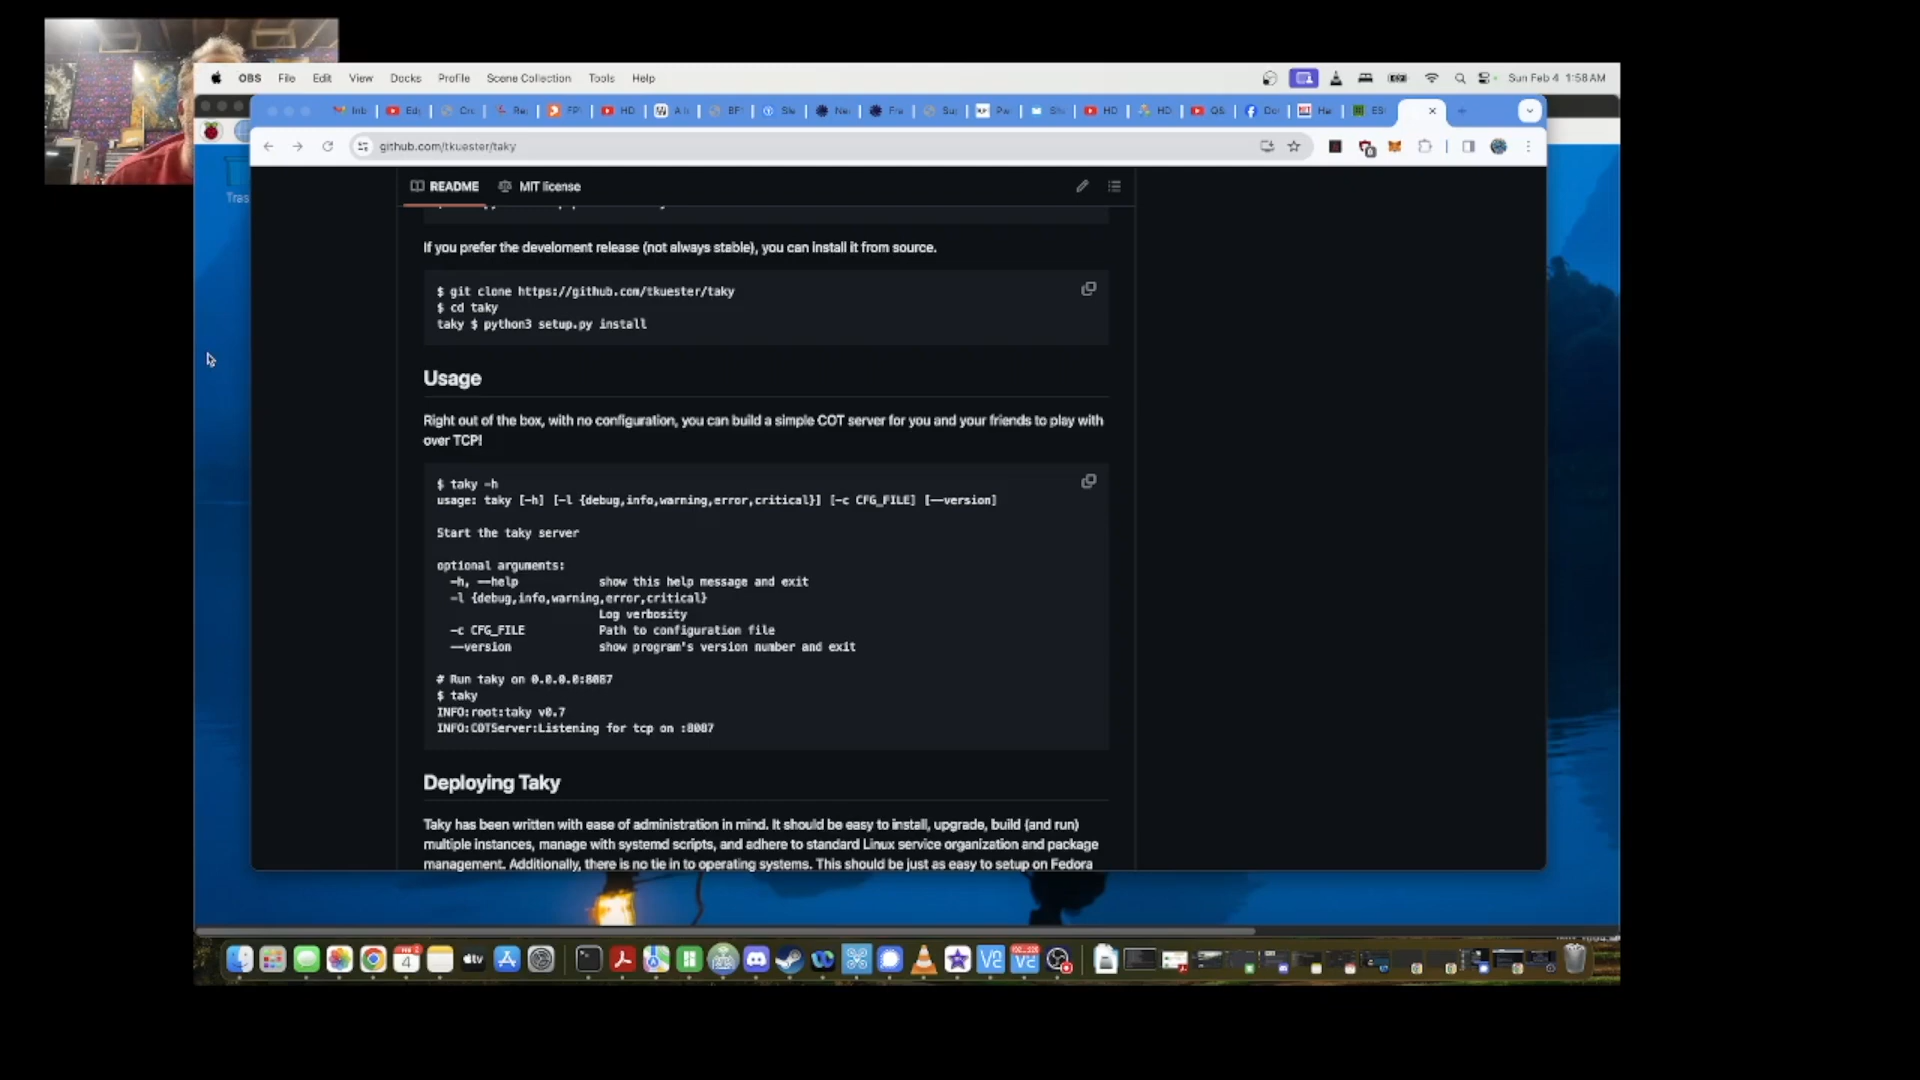 OBS File Edit View Docks Profile Scene Collection Tools Help
Sun Feb 4 1:58AM
github.com/tkuester/taky
Tras
README MIT license
If you prefer the develoment release (not always stable), you can install it from source.
$ git clone https://github.com/tkuester/taky
$ cd taky
taky $ python3 setup.py install
Usage
Right out of the box, with no configuration, you can build a simple COT server for you and your friends to play with
over TCP!
$ taky -h
usage: taky [-h] [-l {debug,info,warning,error,critical}] [-c CFG_FILE] [--version]
Start the taky server
optional arguments:
-h, --help show this help message and exit
-l {debug,info,warning,error,critical}
Log verbosity
-c CFG_FILE Path to configuration file
--version show program's version number and exit
# Run taky on 0.0.0.0:8087
$ taky
INFO:root:taky v0.7
INFO:COTServer:Listening for tcp on :8087
Deploying Taky
Taky has been written with ease of administration in mind. It should be easy to install, upgrade, build (and run)
multiple instances, manage with systemd scripts, and adhere to standard Linux service organization and package
management. Additionally, there is no tie in to operating systems. This should be just as easy to setup on Fedora